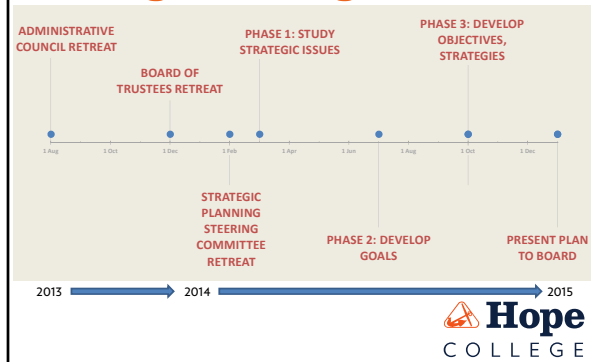 ADMINISTRATIVE
COUNCIL RETREAT
BOARD OF
TRUSTEES RETREAT
PHASE 1: STUDY
STRATEGIC ISSUES
PHASE 3: DEVELOP
OBJECTIVES,
STRATEGIES
1 Aug
1 Oct
1 Dec
1 Feb
1 Apr
1 Jun
1 Aug
1 Oct
1 Dec
STRATEGIC
PLANNING
STEERING
COMMITTEE
RETREAT
PHASE 2: DEVELOP
GOALS
PRESENT PLAN
TO BOARD
2013
2014
2015
Hope
COLLEGE